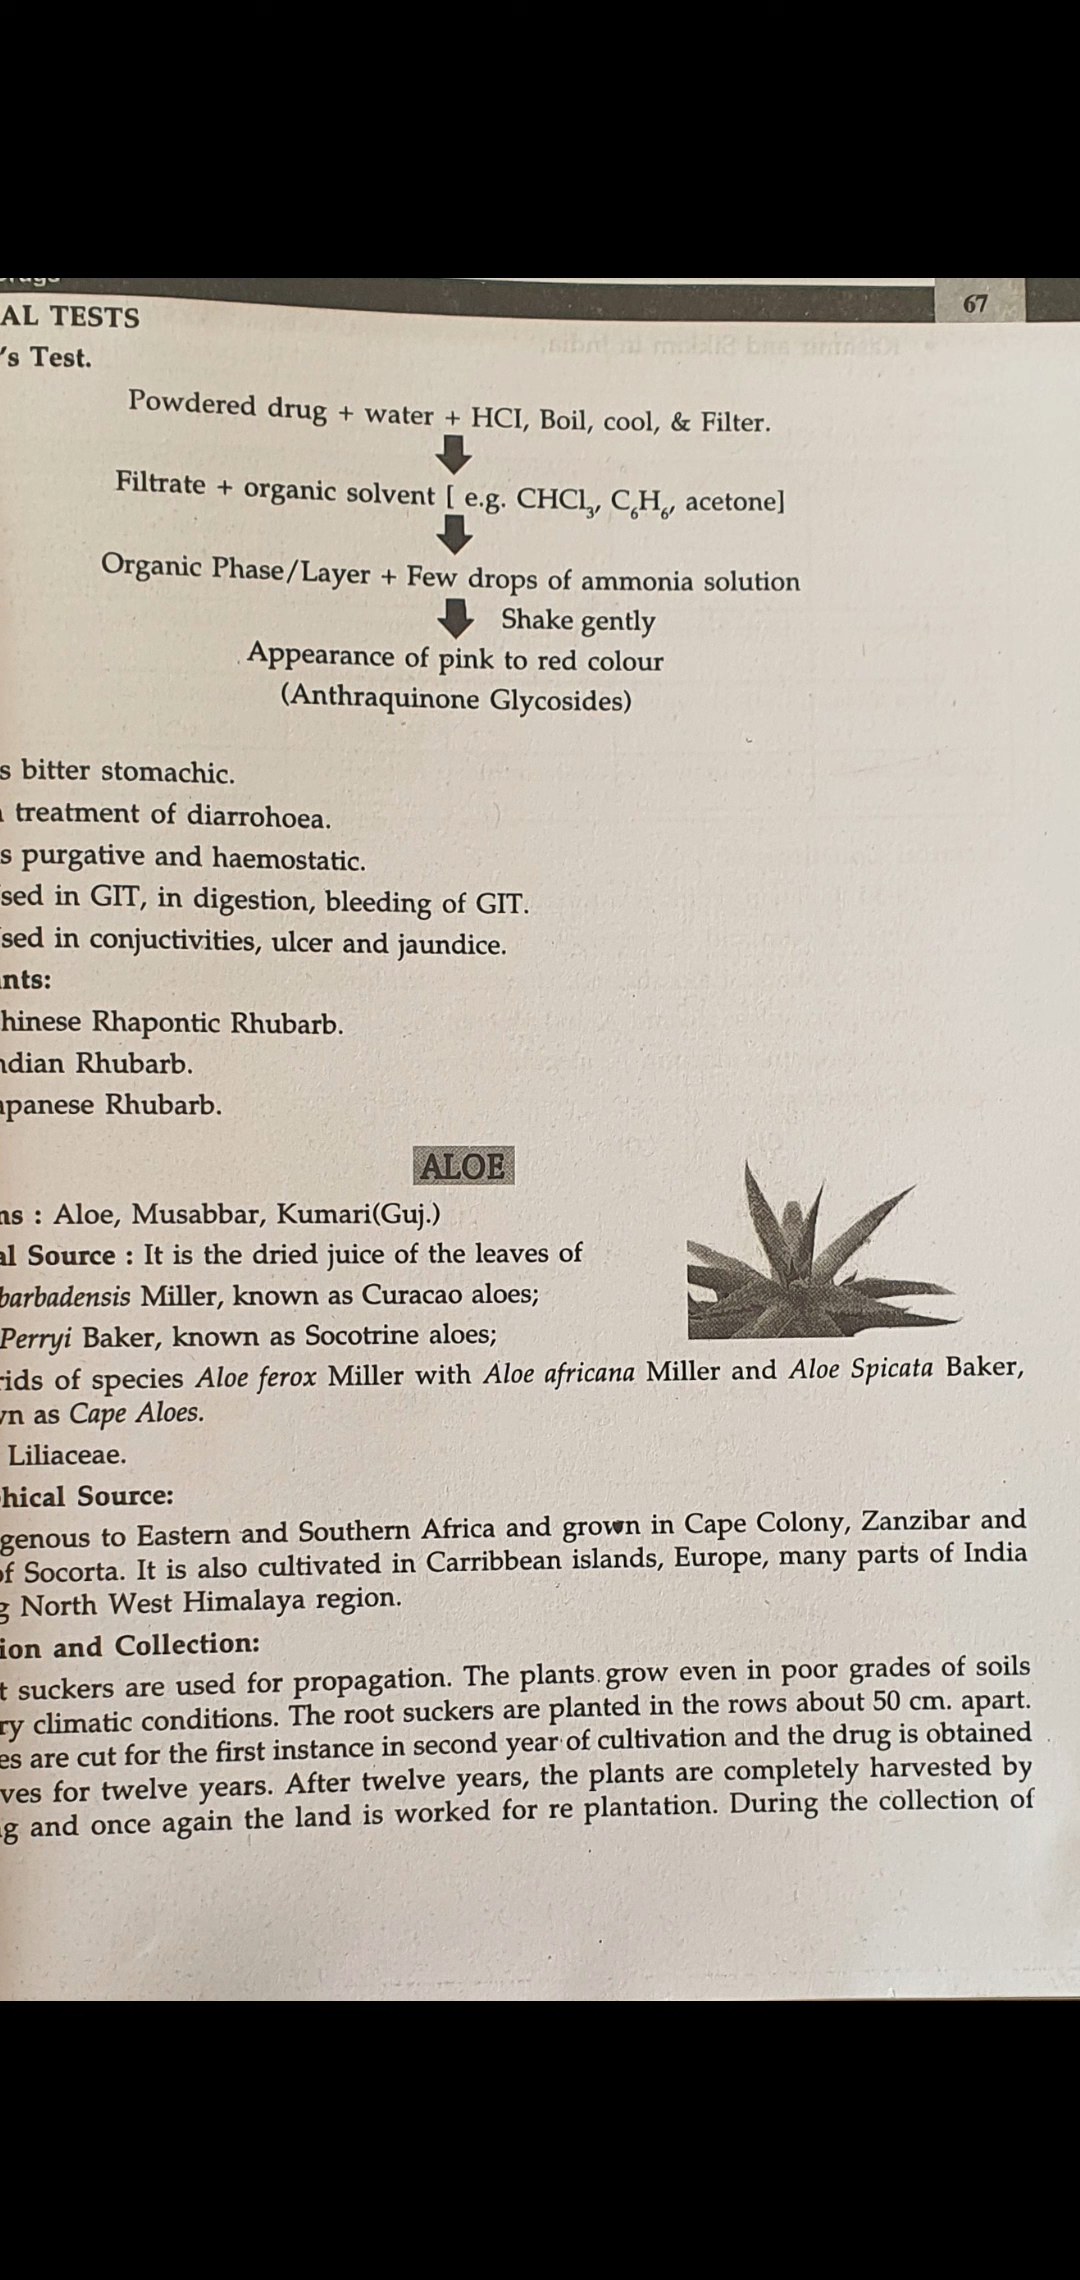 67
AL TESTS
's Test.
Powdered drug + water + HCl, Boil, cool, & Filter.
Filtrate + organic solvent [ e.g. CHCl₃, C₆H₆, acetone]
Organic Phase/Layer + Few drops of ammonia solution
Shake gently
Appearance of pink to red colour
(Anthraquinone Glycosides)
s bitter stomachic.
treatment of diarrohoea.
s purgative and haemostatic.
sed in GIT, in digestion, bleeding of GIT.
sed in conjuctivities, ulcer and jaundice.
nts:
hinese Rhapontic Rhubarb.
ndian Rhubarb.
apanese Rhubarb.
ALOE
ns : Aloe, Musabbar, Kumari(Guj.)
al Source : It is the dried juice of the leaves of
barbadensis Miller, known as Curacao aloes;
Perryi Baker, known as Socotrine aloes;
rids of species Aloe ferox Miller with Aloe africana Miller and Aloe Spicata Baker,
vn as Cape Aloes.
Liliaceae.
hical Source:
genous to Eastern and Southern Africa and grown in Cape Colony, Zanzibar and
of Socorta. It is also cultivated in Carribbean islands, Europe, many parts of India
g North West Himalaya region.
ion and Collection:
t suckers are used for propagation. The plants grow even in poor grades of soils
ry climatic conditions. The root suckers are planted in the rows about 50 cm. apart.
es are cut for the first instance in second year of cultivation and the drug is obtained
ves for twelve years. After twelve years, the plants are completely harvested by
g and once again the land is worked for re plantation. During the collection of